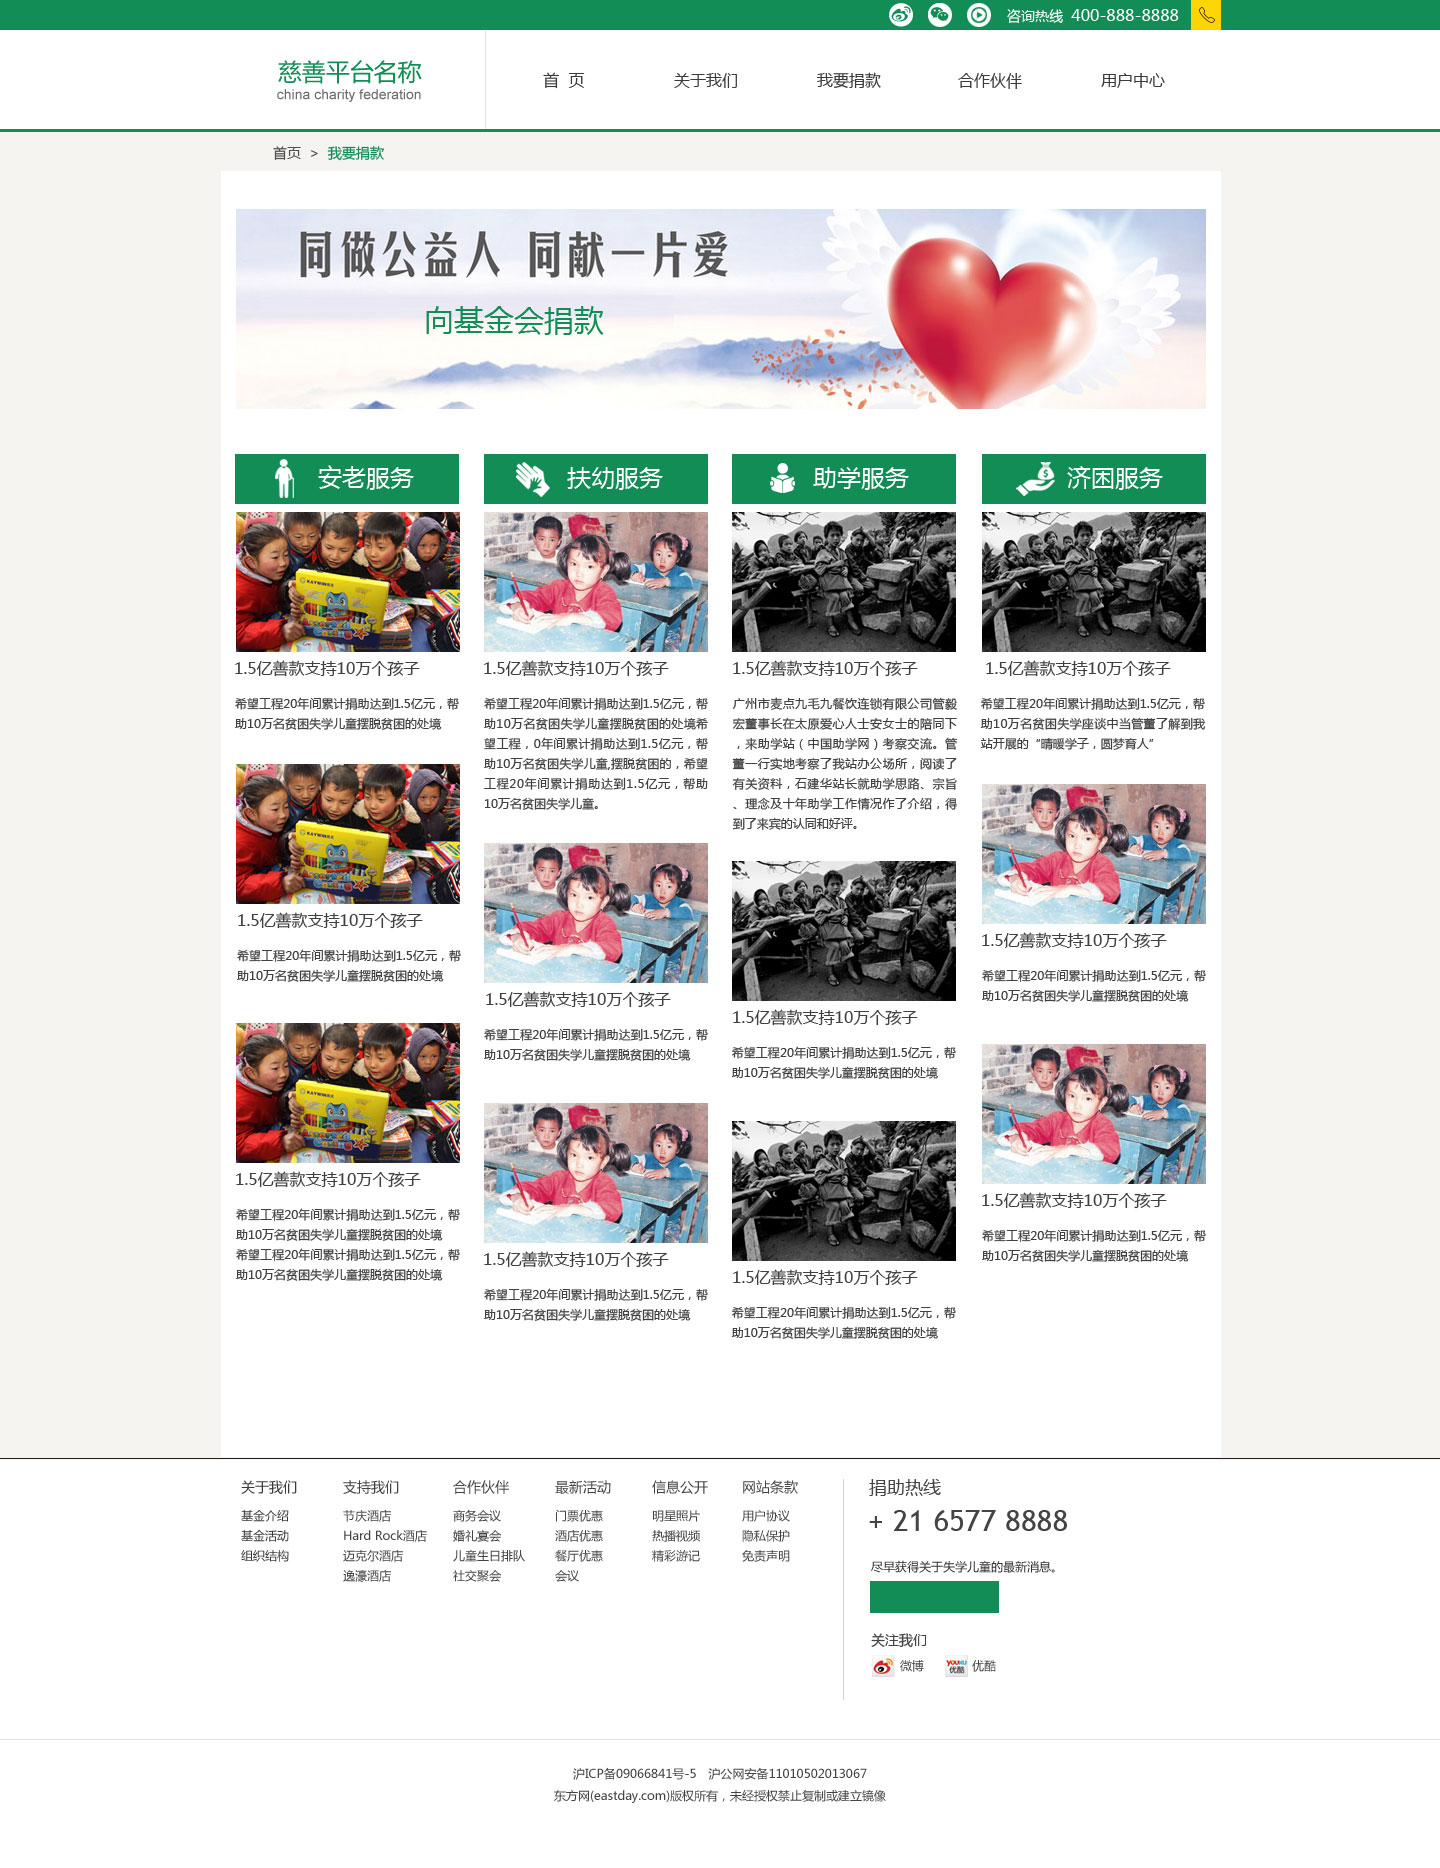 咨询热线 400-888-8888
慈善平台名称
china charity federation
首 页 关于我们 我要捐款 合作伙伴 用户中心
首页 > 我要捐款
同做公益人 同献一片爱
向基金会捐款
安老服务
1.5亿善款支持10万个孩子
希望工程20年间累计捐助达到1.5亿元，帮
助10万名贫困失学儿童摆脱贫困的处境
1.5亿善款支持10万个孩子
希望工程20年间累计捐助达到1.5亿元，帮
助10万名贫困失学儿童摆脱贫困的处境
1.5亿善款支持10万个孩子
希望工程20年间累计捐助达到1.5亿元，帮
助10万名贫困失学儿童摆脱贫困的处境
希望工程20年间累计捐助达到1.5亿元，帮
助10万名贫困失学儿童摆脱贫困的处境
扶幼服务
1.5亿善款支持10万个孩子
希望工程20年间累计捐助达到1.5亿元，帮
助10万名贫困失学儿童摆脱贫困的处境希
望工程，0年间累计捐助达到1.5亿元，帮
助10万名贫困失学儿童,摆脱贫困的，希望
工程20年间累计捐助达到1.5亿元，帮助
10万名贫困失学儿童。
1.5亿善款支持10万个孩子
希望工程20年间累计捐助达到1.5亿元，帮
助10万名贫困失学儿童摆脱贫困的处境
1.5亿善款支持10万个孩子
希望工程20年间累计捐助达到1.5亿元，帮
助10万名贫困失学儿童摆脱贫困的处境
助学服务
1.5亿善款支持10万个孩子
广州市麦点九毛九餐饮连锁有限公司管毅
宏董事长在太原爱心人士安女士的陪同下
，来助学站（中国助学网）考察交流。管
董一行实地考察了我站办公场所，阅读了
有关资料，石建华站长就助学思路、宗旨
、理念及十年助学工作情况作了介绍，得
到了来宾的认同和好评。
1.5亿善款支持10万个孩子
希望工程20年间累计捐助达到1.5亿元，帮
助10万名贫困失学儿童摆脱贫困的处境
1.5亿善款支持10万个孩子
希望工程20年间累计捐助达到1.5亿元，帮
助10万名贫困失学儿童摆脱贫困的处境
济困服务
1.5亿善款支持10万个孩子
希望工程20年间累计捐助达到1.5亿元，帮
助10万名贫困失学座谈中当管董了解到我
站开展的“晴暖学子，圆梦育人”
1.5亿善款支持10万个孩子
希望工程20年间累计捐助达到1.5亿元，帮
助10万名贫困失学儿童摆脱贫困的处境
1.5亿善款支持10万个孩子
希望工程20年间累计捐助达到1.5亿元，帮
助10万名贫困失学儿童摆脱贫困的处境
关于我们
基金介绍
基金活动
组织结构
支持我们
节庆酒店
Hard Rock酒店
迈克尔酒店
逸濠酒店
合作伙伴
商务会议
婚礼宴会
儿童生日排队
社交聚会
最新活动
门票优惠
酒店优惠
餐厅优惠
会议
信息公开
明星照片
热播视频
精彩游记
网站条款
用户协议
隐私保护
免责声明
捐助热线
+ 21 6577 8888
尽早获得关于失学儿童的最新消息。
关注我们
微博 优酷
沪ICP备09066841号-5 沪公网安备11010502013067
东方网(eastday.com)版权所有，未经授权禁止复制或建立镜像